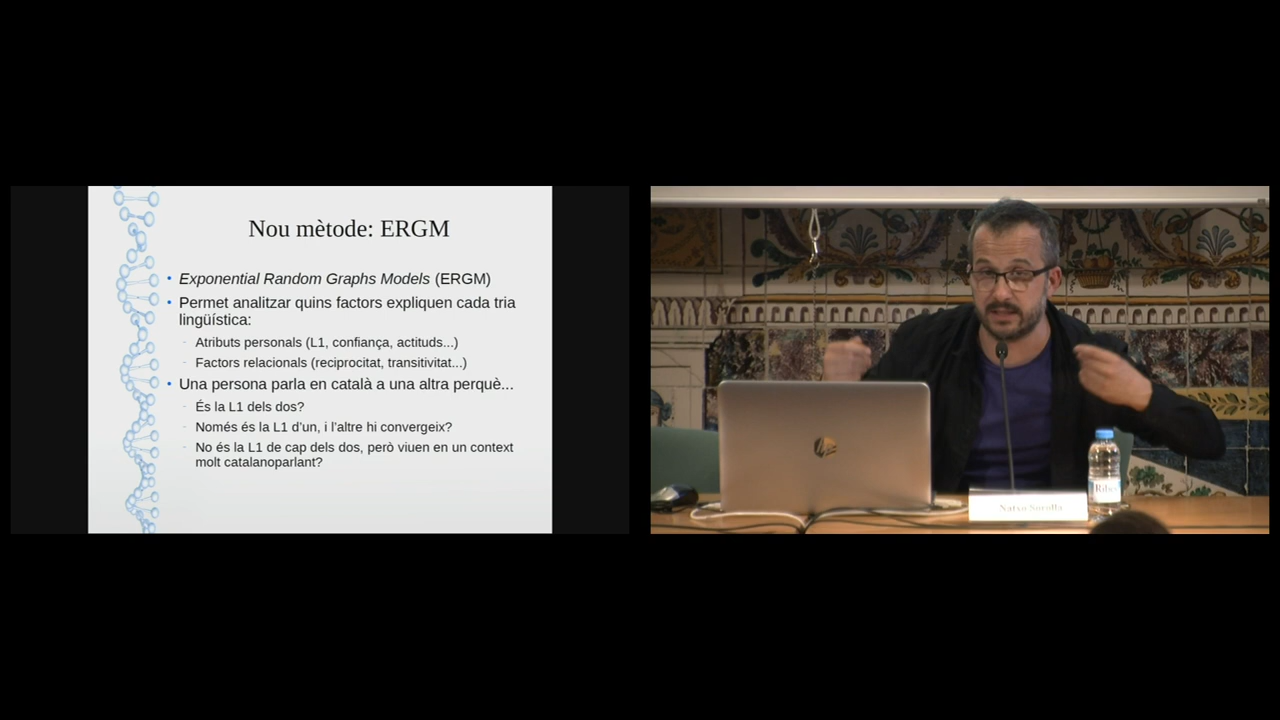 Nou mètode: ERGM
Exponential Random Graphs Models (ERGM)
Permet analitzar quins factors expliquen cada tria
lingüística:
Atributs personals (L1, confiança, actituds...)
Factors relacionals (reciprocitat, transitivitat...)
Una persona parla en català a una altra perquè...
És la L1 dels dos?
Només és la L1 d'un, i l'altre hi convergeix?
No és la L1 de cap dels dos, però viuen en un context
molt catalanoparlant?
hp
Natxo Sorolla